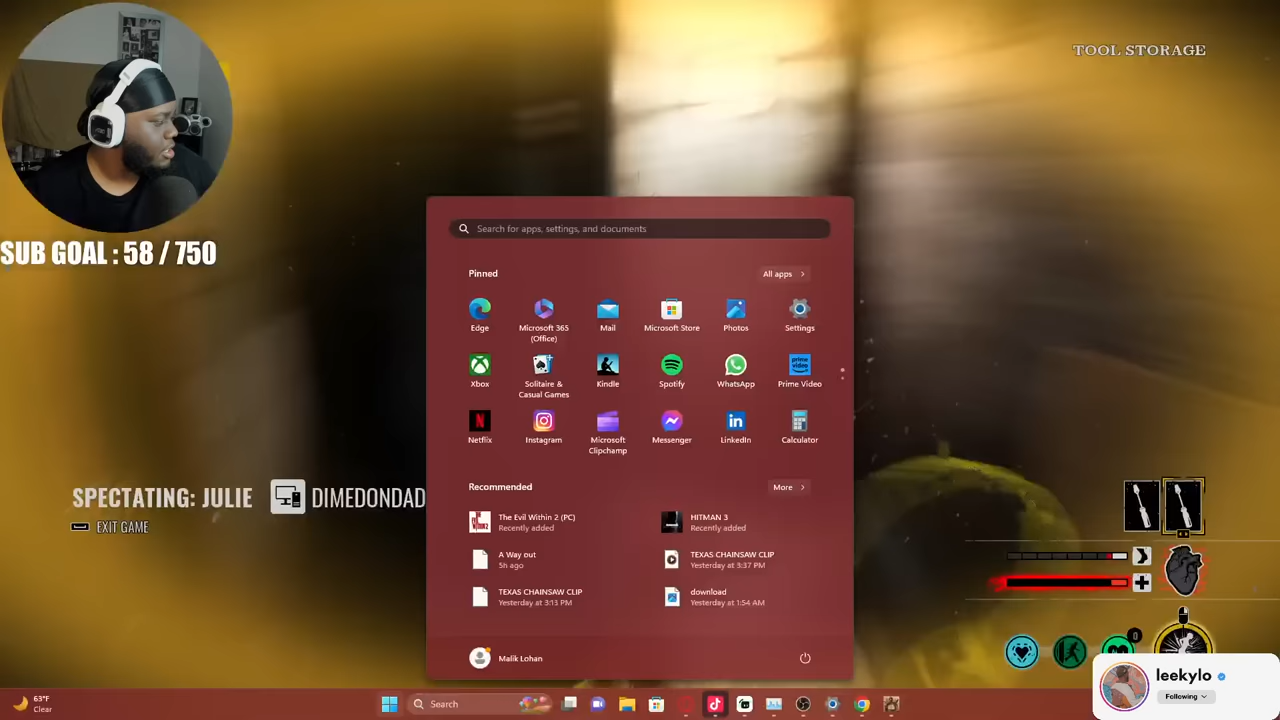 TOOL STORAGE
SUB GOAL : 58 / 750
Search for apps, settings, and documents
Pinned
All apps
Edge
Microsoft 365 (Office)
Mail
Microsoft Store
Photos
Settings
Xbox
Solitaire & Casual Games
Kindle
Spotify
WhatsApp
Prime Video
Netflix
Instagram
Microsoft Clipchamp
Messenger
LinkedIn
Calculator
Recommended
More
The Evil Within 2 (PC)
Recently added
HITMAN 3
Recently added
A Way out
5h ago
TEXAS CHAINSAW CLIP
Yesterday at 3:37 PM
TEXAS CHAINSAW CLIP
Yesterday at 3:13 PM
download
Yesterday at 1:54 AM
Malik Lohan
SPECTATING: JULIE DIMEDONDAD
EXIT GAME
0
leekylo
Following
63°F
Clear
Search